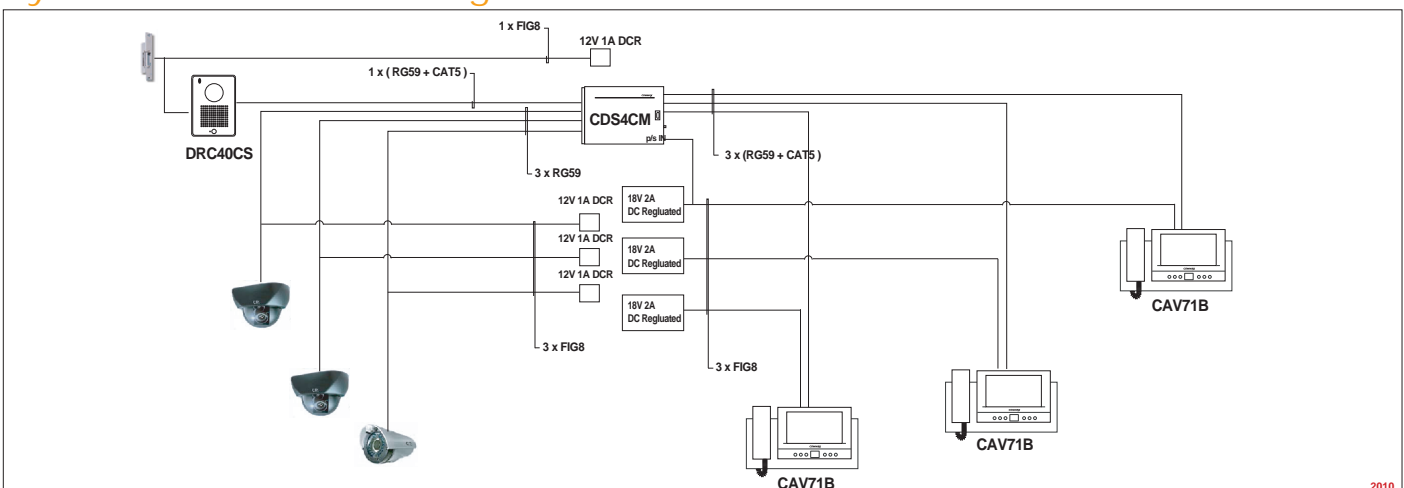 1 x FIG8
12V 1A DCR
1 x ( RG59 + CAT5 )
CDS4CM
p/s IN
DRC40CS
3 x (RG59 + CAT5 )
3 x RG59
12V 1A DCR
18V 2A
DC Regluated
12V 1A DCR
18V 2A
DC Regluated
12V 1A DCR
18V 2A
DC Regluated
CAV71B
3 x FIG8
3 x FIG8
CAV71B
CAV71B
2010